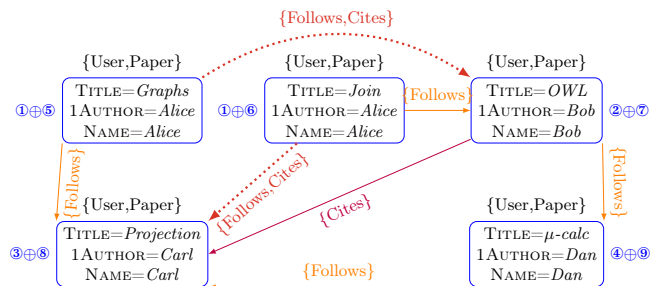 {Follows,Cites}
{User,Paper}
{User,Paper}
{User,Paper}
①⊕⑤
TITLE=Graphs
1AUTHOR=Alice
NAME=Alice
①⊕⑥
TITLE=Join
1AUTHOR=Alice
NAME=Alice
{Follows}
TITLE=OWL
1AUTHOR=Bob
NAME=Bob
②⊕⑦
{Follows}
{Follows,Cites}
{Cites}
{Follows}
{User,Paper}
{User,Paper}
③⊕⑧
TITLE=Projection
1AUTHOR=Carl
NAME=Carl
{Follows}
TITLE=μ-calc
1AUTHOR=Dan
NAME=Dan
④⊕⑨